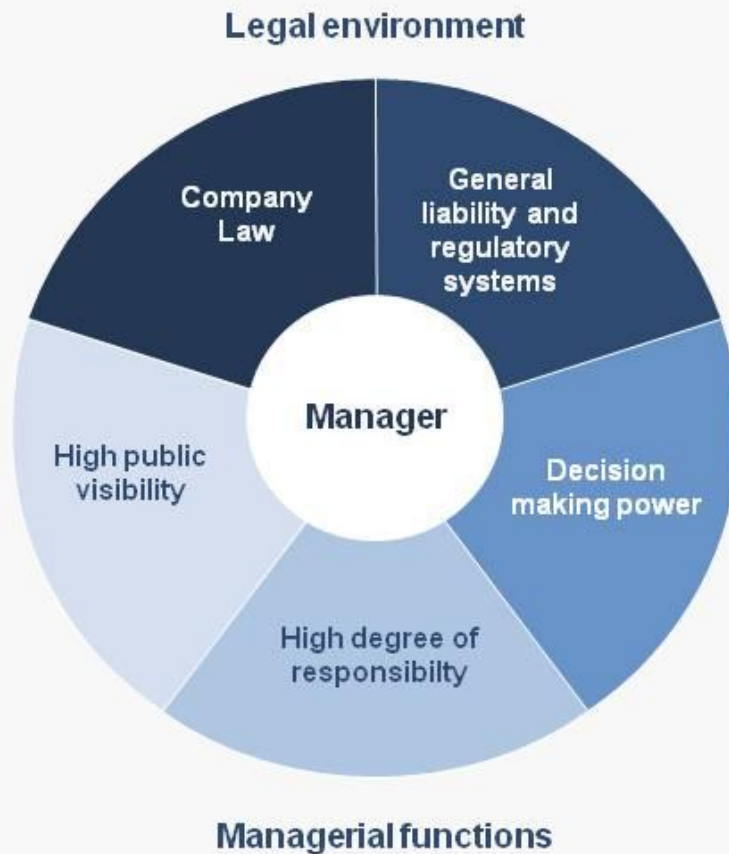 Legal environment
Company
Law
General
liability and
regulatory
systems
Manager
High public
visibility
Decision
making power
High degree of
responsibilty
Managerial functions